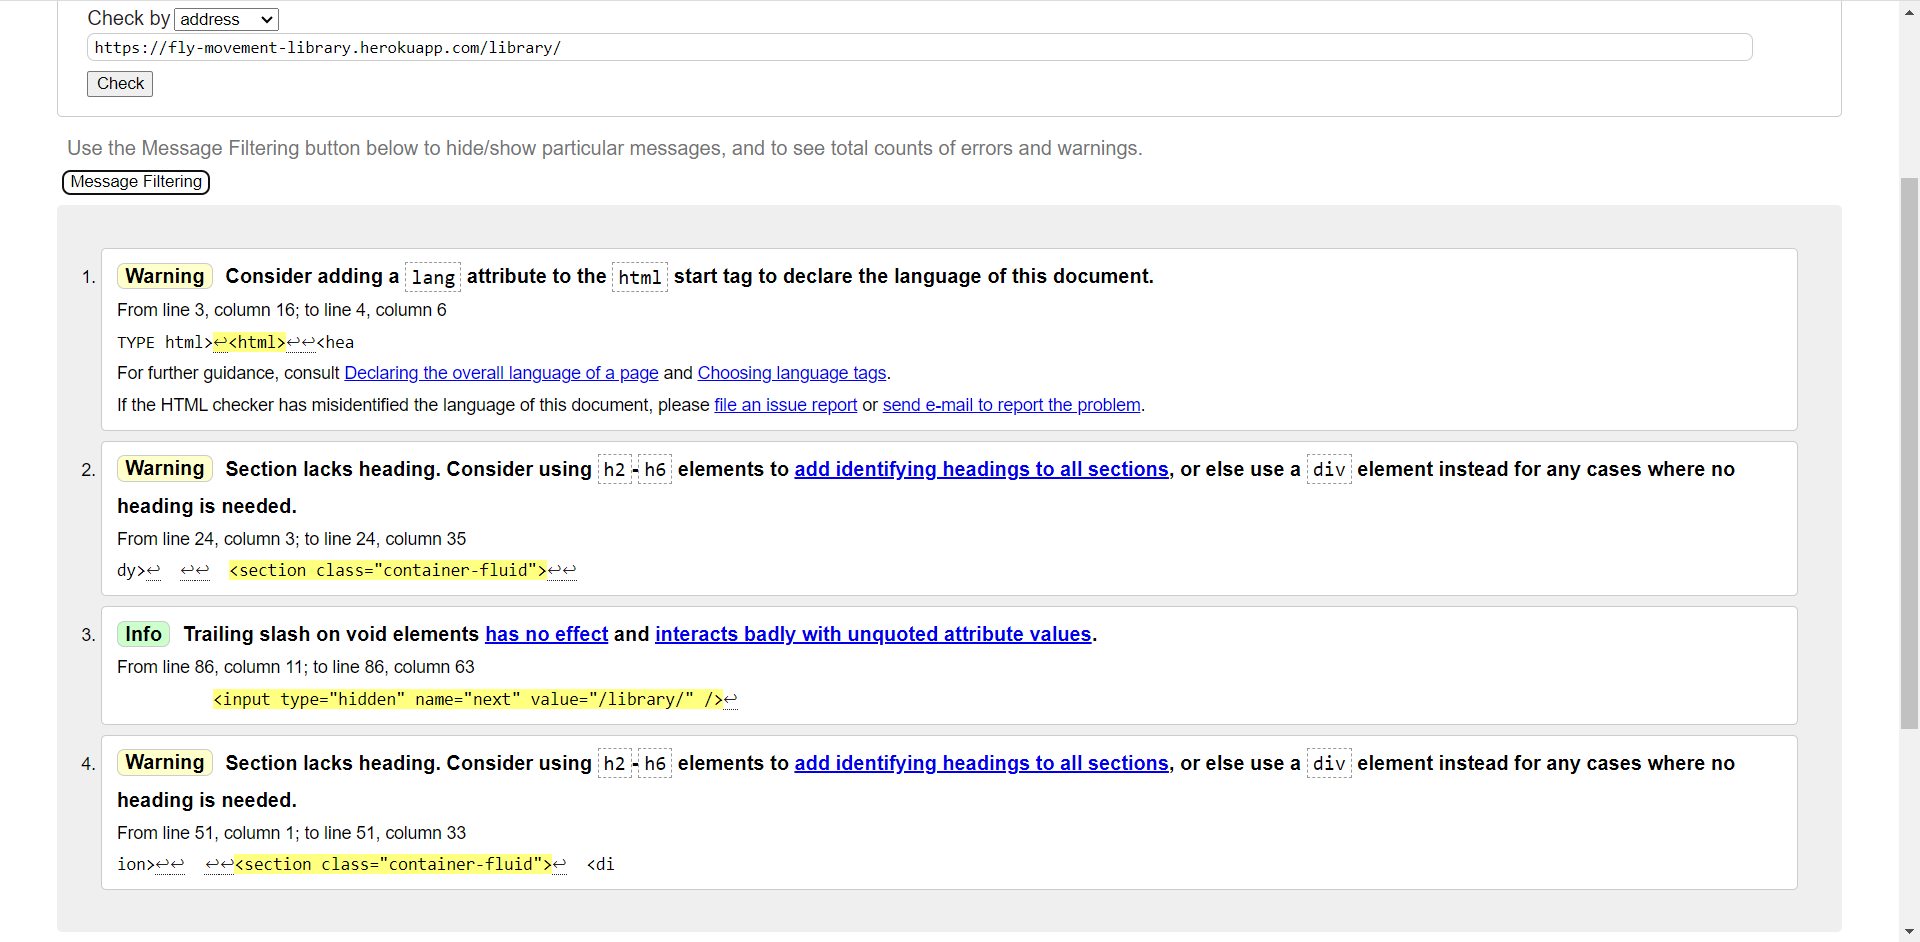 Check by address
https://fly-movement-library.herokuapp.com/library/
Check
Use the Message Filtering button below to hide/show particular messages, and to see total counts of errors and warnings.
Message Filtering
1. Warning Consider adding a lang attribute to the html start tag to declare the language of this document.
From line 3, column 16; to line 4, column 6
TYPE html>↩<html>↩↩<hea
For further guidance, consult Declaring the overall language of a page and Choosing language tags.
If the HTML checker has misidentified the language of this document, please file an issue report or send e-mail to report the problem.
2. Warning Section lacks heading. Consider using h2-h6 elements to add identifying headings to all sections, or else use a div element instead for any cases where no
heading is needed.
From line 24, column 3; to line 24, column 35
dy>↩  ↩↩  <section class="container-fluid">↩↩
3. Info Trailing slash on void elements has no effect and interacts badly with unquoted attribute values.
From line 86, column 11; to line 86, column 63
<input type="hidden" name="next" value="/library/" />↩
4. Warning Section lacks heading. Consider using h2-h6 elements to add identifying headings to all sections, or else use a div element instead for any cases where no
heading is needed.
From line 51, column 1; to line 51, column 33
ion>↩↩  ↩↩<section class="container-fluid">↩  <di